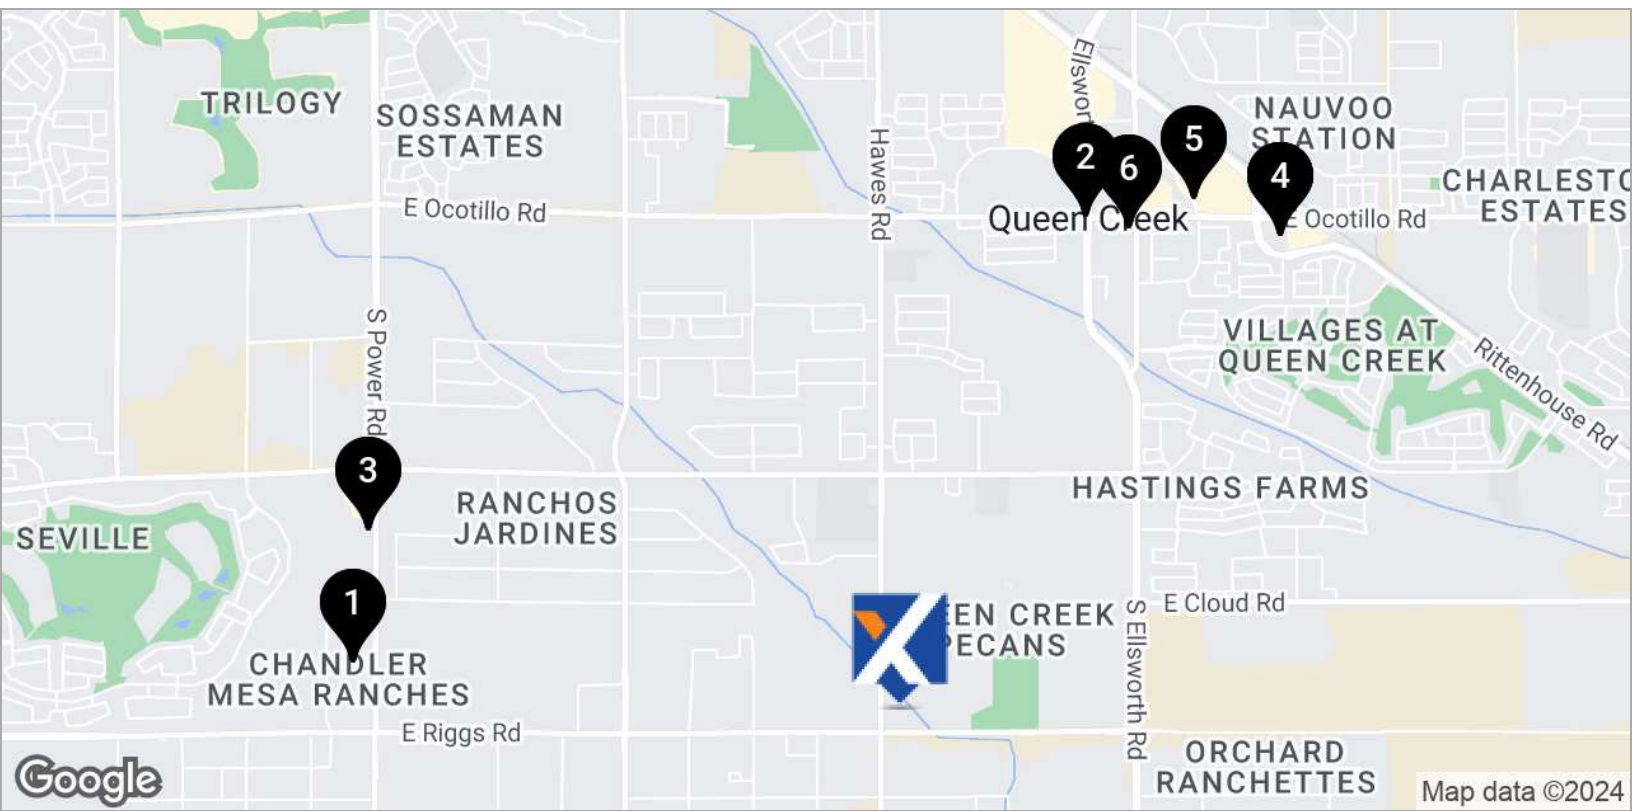 TRILOGY
SOSSAMAN
ESTATES
Hawes Rd
Ellswort
NAUVOO
STATION
2
6
5
4
CHARLESTO
ESTATES
E Ocotillo Rd
Queen Creek
E Ocotillo Rd
S Power Rd
VILLAGES AT
QUEEN CREEK
Rittenhouse Rd
3
SEVILLE
RANCHOS
JARDINES
HASTINGS FARMS
1
CHANDLER
MESA RANCHES
EEN CREEK
PECANS
S Ellsworth Rd
E Cloud Rd
E Riggs Rd
ORCHARD
RANCHETTES
Google
Map data ©2024